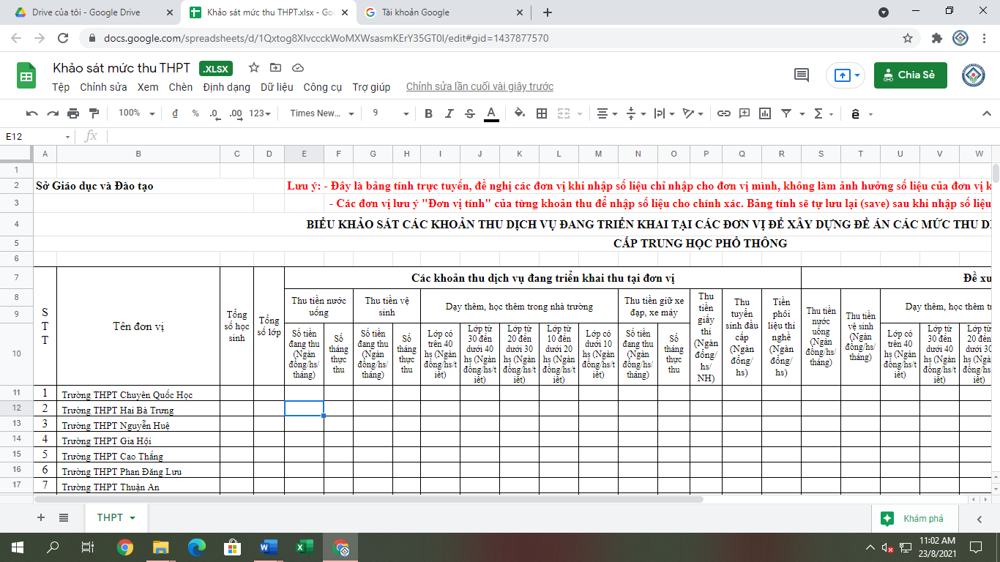 Drive của tôi - Google Drive
Khảo sát mức thu THPT.xlsx - Go
Tài khoản Google
docs.google.com/spreadsheets/d/1Qxtog8XlvccckWoMXWsasmKErY35GT0l/edit#gid=1437877570
Khảo sát mức thu THPT .XLSX
Tệp Chỉnh sửa Xem Chèn Định dạng Dữ liệu Công cụ Trợ giúp Chỉnh sửa lần cuối vài giây trước
Chia Sẻ
100% đ % .0 .00 123 Times New... 9 B I S A Σ ê
E12 fx
A B C D E F G H I J K L M N O P Q R S T U V W
1
2 Sở Giáo dục và Đào tạo Lưu ý: - Đây là bảng tính trực tuyến, đề nghị các đơn vị khi nhập số liệu chỉ nhập cho đơn vị mình, không làm ảnh hưởng số liệu của đơn vị k
3 - Các đơn vị lưu ý "Đơn vị tính" của từng khoản thu để nhập số liệu cho chính xác. Bảng tính sẽ tự lưu lại (save) sau khi nhập số liệu
4 BIỂU KHẢO SÁT CÁC KHOẢN THU DỊCH VỤ ĐANG TRIỂN KHAI TẠI CÁC ĐƠN VỊ ĐỂ XÂY DỰNG ĐỀ ÁN CÁC MỨC THU
5 CẤP TRUNG HỌC PHỔ THÔNG
6
7
8
9
10
S
T
T
Tên đơn vị
Tổng
số học
sinh
Tổng
số lớp
Các khoản thu dịch vụ đang triển khai thu tại đơn vị
Thu tiền nước
uống
Số tiền
đang thu
(Ngàn
đồng/hs/
tháng)
Số
tháng
thực
thu
Thu tiền vệ
sinh
Số tiền
đang thu
(Ngàn
đồng/hs/
tháng)
Số
tháng
thực
thu
Dạy thêm, học thêm trong nhà trường
Lớp có
trên 40
hs (Ngàn
đồng/hs/t
iết)
Lớp từ
30 đến
dưới 40
hs (Ngàn
đồng/hs/t
iết)
Lớp từ
20 đến
dưới 30
hs (Ngàn
đồng/hs/t
iết)
Lớp từ
10 đến
dưới 20
hs (Ngàn
đồng/hs/t
iết)
Lớp có
dưới 10
hs (Ngàn
đồng/hs/t
iết)
Thu tiền giữ xe
đạp, xe máy
Số tiền
đang thu
(Ngàn
đồng/hs/
tháng)
Số
tháng
thực
thu
Thu
tiền
giấy
thi
(Ngàn
đồng/
hs/
NH)
Thu
tuyển
sinh đầu
cấp
(Ngàn
đồng/
hs)
Tiền
phôi
liệu thi
nghề
(Ngàn
đồng/
hs)
Đề xu
Thu tiền
nước
uống
(Ngàn
đồng/hs/
tháng)
Thu tiền
vệ sinh
(Ngàn
đồng/hs/
tháng)
Dạy thêm, học thêm
Lớp có
trên 40
hs (Ngàn
đồng/hs/t
iết)
Lớp từ
30 đến
dưới 40
hs (Ngàn
đồng/hs/t
iết)
Lớp từ
20 đến
dưới 30
hs (Ngàn
đồng/hs/t
iết)
11 1 Trường THPT Chuyên Quốc Học
12 2 Trường THPT Hai Bà Trưng
13 3 Trường THPT Nguyễn Huệ
14 4 Trường THPT Gia Hội
15 5 Trường THPT Cao Thắng
16 6 Trường THPT Phan Đăng Lưu
17 7 Trường THPT Thuận An
THPT
Khám phá
11:02 AM
23/8/2021